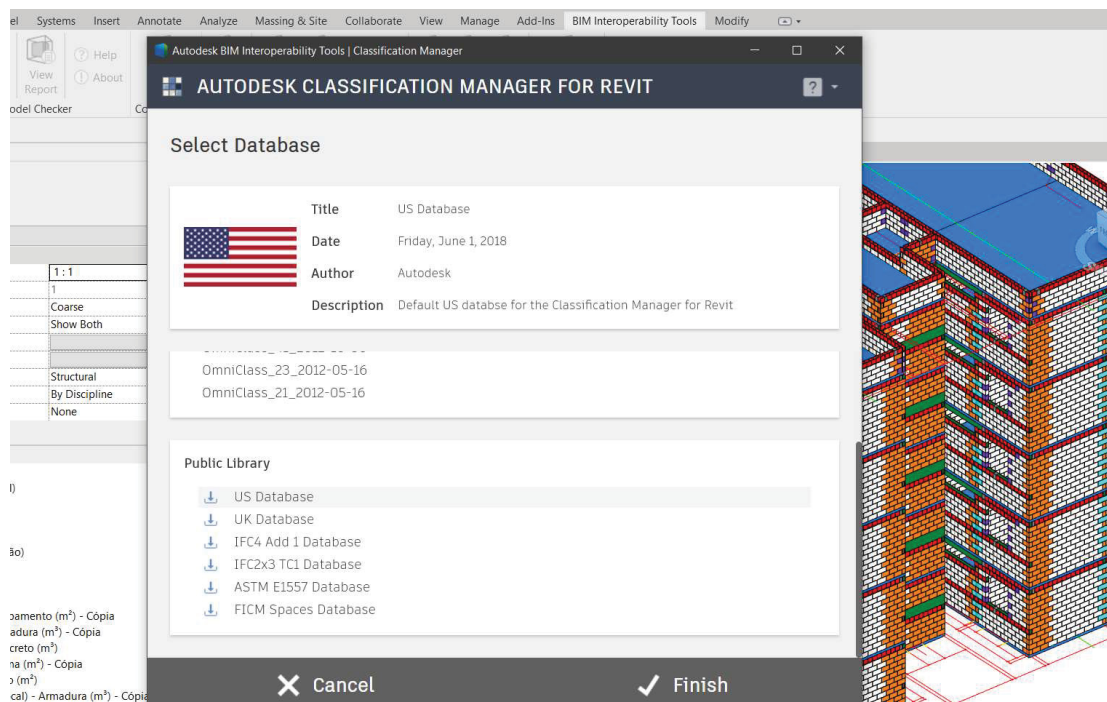 el Systems Insert Annotate Analyze Massing & Site Collaborate View Manage Add-Ins BIM Interoperability Tools Modify
Help
View
Report
About
odel Checker Co
Autodesk BIM Interoperability Tools | Classification Manager
AUTODESK CLASSIFICATION MANAGER FOR REVIT
?
Select Database
Title US Database
Date Friday, June 1, 2018
Author Autodesk
Description Default US databse for the Classification Manager for Revit
OmniClass_23_2012-05-16
OmniClass_21_2012-05-16
Public Library
US Database
UK Database
IFC4 Add 1 Database
IFC2x3 TC1 Database
ASTM E1557 Database
FICM Spaces Database
Cancel
Finish
1 : 1
1
Coarse
Show Both
Structural
By Discipline
None
l)
ão)
pamento (m²) - Cópia
adura (m³) - Cópia
creto (m³)
na (m²) - Cópia
o (m²)
cal) - Armadura (m³) - Cópia